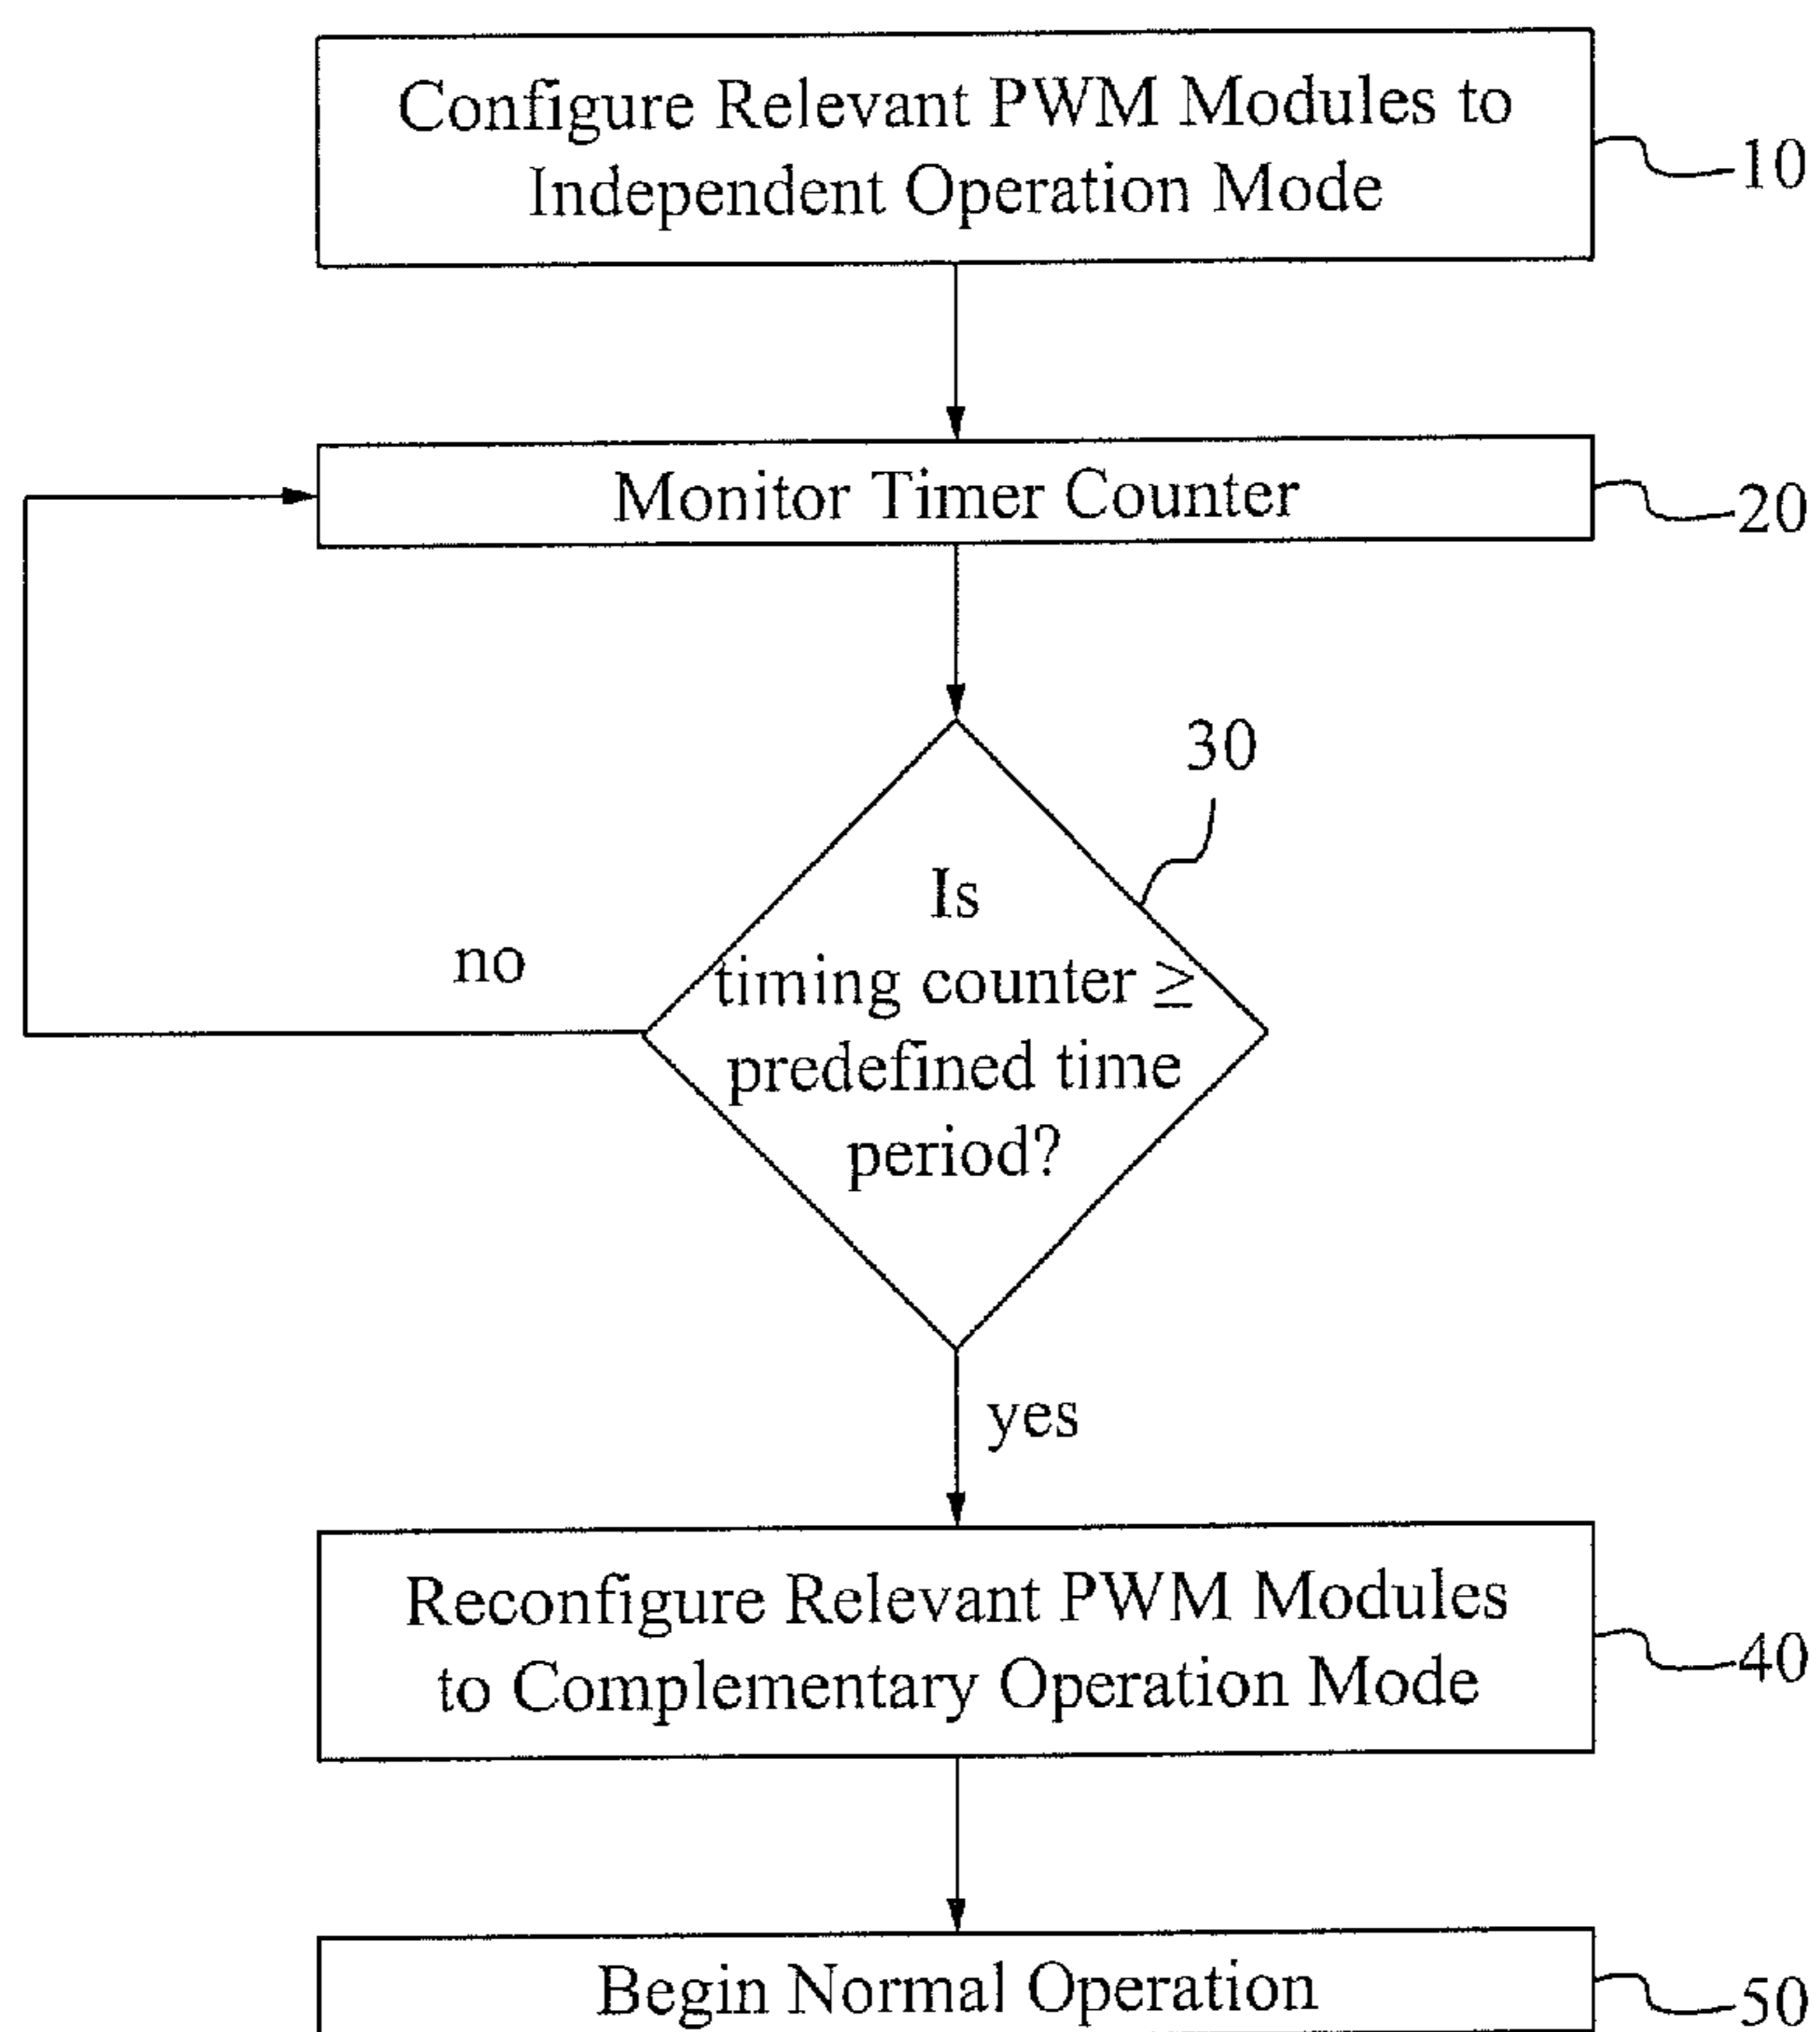 Configure Relevant PWM Modules to
Independent Operation Mode
10
Monitor Timer Counter
20
30
Is
timing counter ≥
predefined time
period?
no
yes
Reconfigure Relevant PWM Modules
to Complementary Operation Mode
40
Begin Normal Operation
50